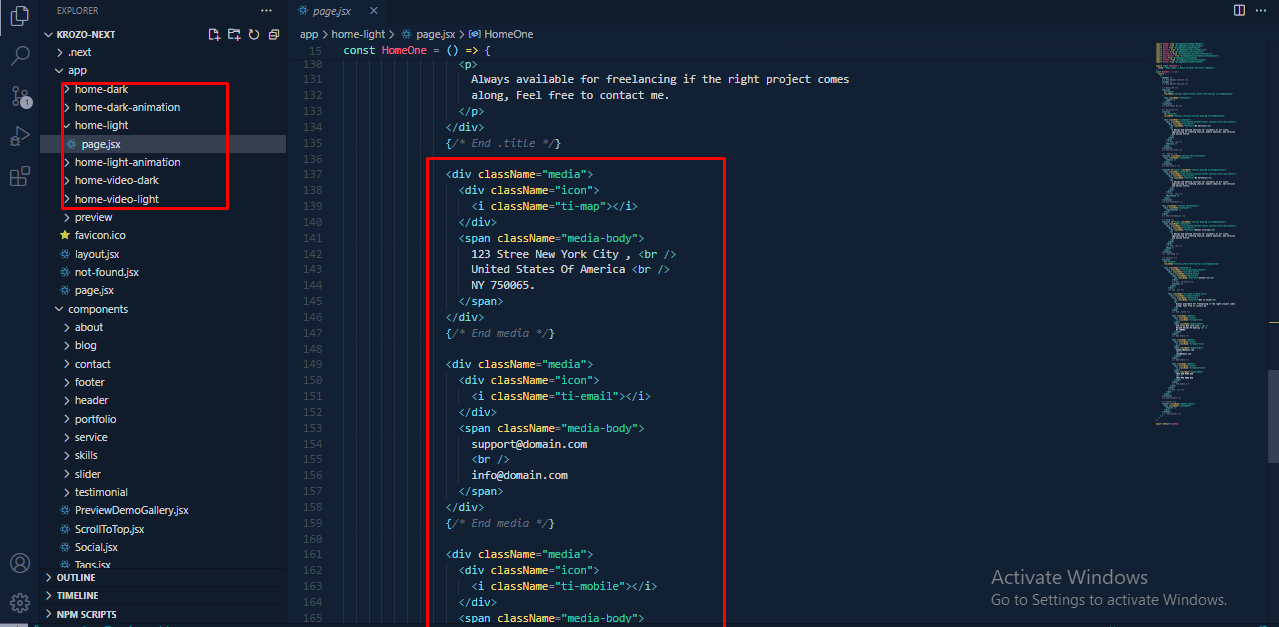 EXPLORER
page.jsx
KROZO-NEXT
.next
app
home-dark
home-dark-animation
home-light
page.jsx
home-light-animation
home-video-dark
home-video-light
preview
favicon.ico
layout.jsx
not-found.jsx
page.jsx
components
about
blog
contact
footer
header
portfolio
service
skills
slider
testimonial
PreviewDemoGallery.jsx
ScrollToTop.jsx
Social.jsx
Tags.jsx
OUTLINE
TIMELINE
NPM SCRIPTS
1
app > home-light > page.jsx > HomeOne
15 const HomeOne = () => {
130 <p>
131 Always available for freelancing if the right project comes
132 along, Feel free to contact me.
133 </p>
134 </div>
135 {/* End .title */}
136
137 <div className="media">
138 <div className="icon">
139 <i className="ti-map"></i>
140 </div>
141 <span className="media-body">
142 123 Stree New York City , <br />
143 United States Of America <br />
144 NY 750065.
145 </span>
146 </div>
147 {/* End media */}
148
149 <div className="media">
150 <div className="icon">
151 <i className="ti-email"></i>
152 </div>
153 <span className="media-body">
154 support@domain.com
155 <br />
156 info@domain.com
157 </span>
158 </div>
159 {/* End media */}
160
161 <div className="media">
162 <div className="icon">
163 <i className="ti-mobile"></i>
164 </div>
165 <span className="media-body">
Activate Windows
Go to Settings to activate Windows.